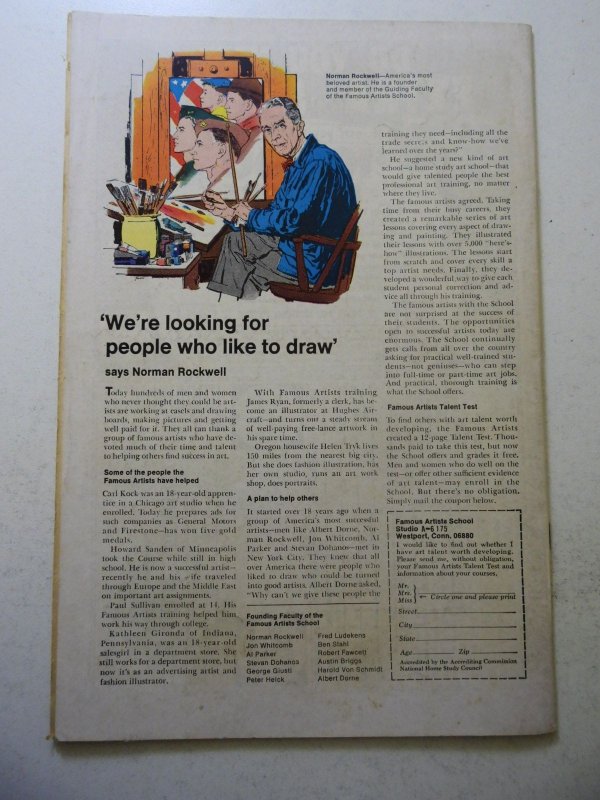 Norman Rockwell—America's most
beloved artist. He is a founder
and member of the Guiding Faculty
of the Famous Artists School.
'We're looking for
people who like to draw'
says Norman Rockwell
Today hundreds of men and women
who never thought they could be art-
ists are working at easels and drawing
boards, making pictures and getting
well paid for it. They all can thank a
group of famous artists who have de-
voted much of their time and talent
to helping others find success in art.
Some of the people the
Famous Artists have helped
Carl Kock was an 18-year-old appren-
tice in a Chicago art studio when he
enrolled. Today he prepares ads for
such companies as General Motors
and Firestone—has won five gold
medals.
Howard Sanden of Minneapolis
took the Course while still in high
school. He is now a successful artist—
recently he and his wife traveled
through Europe and the Middle East
on important art assignments.
Paul Sullivan enrolled at 14. His
Famous Artists training helped him
work his way through college.
Kathleen Gironda of Indiana,
Pennsylvania, was an 18-year-old
salesgirl in a department store. She
still works for a department store, but
now it's as an advertising artist and
fashion illustrator.
With Famous Artists training
James Ryan, formerly a clerk, has be-
come an illustrator at Hughes Air-
craft—and turns out a steady stream
of well-paying free-lance artwork in
his spare time.
Oregon housewife Helen Tryk lives
150 miles from the nearest big city.
But she does fashion illustration, has
her own studio, runs an art work
shop, does portraits.
A plan to help others
It started over 18 years ago when a
group of America's most successful
artists—men like Albert Dorne, Nor-
man Rockwell, Jon Whitcomb, Al
Parker and Stevan Dohanos—met in
New York City. They knew that all
over America there were people who
liked to draw who could be turned
into good artists. Albert Dorne asked,
"Why can't we give these people the
Founding Faculty of the
Famous Artists School
Norman Rockwell
Jon Whitcomb
Al Parker
Stevan Dohanos
George Giusti
Peter Helck
Fred Ludekens
Ben Stahl
Robert Fawcett
Austin Briggs
Harold Von Schmidt
Albert Dorne
training they need—including all the
trade secrets and know-how we've
learned over the years?"
He suggested a new kind of art
school—a home study art school—that
would give talented people the best
professional art training, no matter
where they live.
The famous artists agreed. Taking
time from their busy careers, they
created a remarkable series of art
lessons covering every aspect of draw-
ing and painting. They illustrated
their lessons with over 5,000 "here's-
how" illustrations. The lessons start
from scratch and cover every skill a
top artist needs. Finally, they de-
veloped a wonderful way to give each
student personal correction and ad-
vice all through his training.
The famous artists with the School
are not surprised at the success of
their students. The opportunities
open to successful artists today are
enormous. The School continually
gets calls from all over the country
asking for practical well-trained stu-
dents—not geniuses—who can step
into full-time or part-time art jobs.
And practical, thorough training is
what the School offers.
Famous Artists Talent Test
To find others with art talent worth
developing, the Famous Artists
created a 12-page Talent Test. Thou-
sands paid to take this test, but now
the School offers and grades it free.
Men and women who do well on the
test—or offer other sufficient evidence
of art talent—may enroll in the
School. But there's no obligation.
Simply mail the coupon below.
Famous Artists School
Studio A-6175
Westport, Conn. 06880
I would like to find out whether I
have art talent worth developing.
Please send me, without obligation,
your Famous Artists Talent Test and
information about your courses.
Mr.
Mrs.
Miss
Circle one and please print
Street
City
State
Age Zip
Accredited by the Accrediting Commission
National Home Study Council